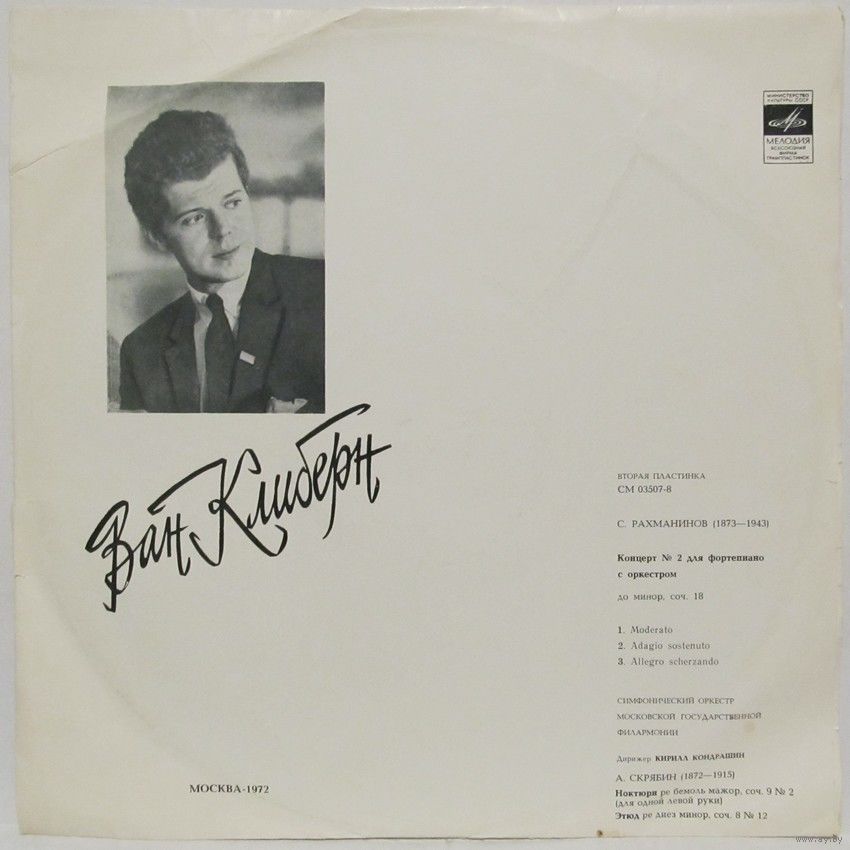 МИНИСТЕРСТВО
КУЛЬТУРЫ СССР
МЕЛОДИЯ
ВСЕСОЮЗНАЯ
ФИРМА
ГРАМПЛАСТИНОК
Ван Клиберн
ВТОРАЯ ПЛАСТИНКА
СМ 03507-8
С. РАХМАНИНОВ (1873—1943)
Концерт № 2 для фортепиано
с оркестром
до минор, соч. 18
1. Moderato
2. Adagio sostenuto
3. Allegro scherzando
СИМФОНИЧЕСКИЙ ОРКЕСТР
МОСКОВСКОЙ ГОСУДАРСТВЕННОЙ
ФИЛАРМОНИИ
Дирижер КИРИЛЛ КОНДРАШИН
А. СКРЯБИН (1872—1915)
Ноктюрн ре бемоль мажор, соч. 9 № 2
(для одной левой руки)
Этюд ре диез минор, соч. 8 № 12
МОСКВА-1972
www.ay.by